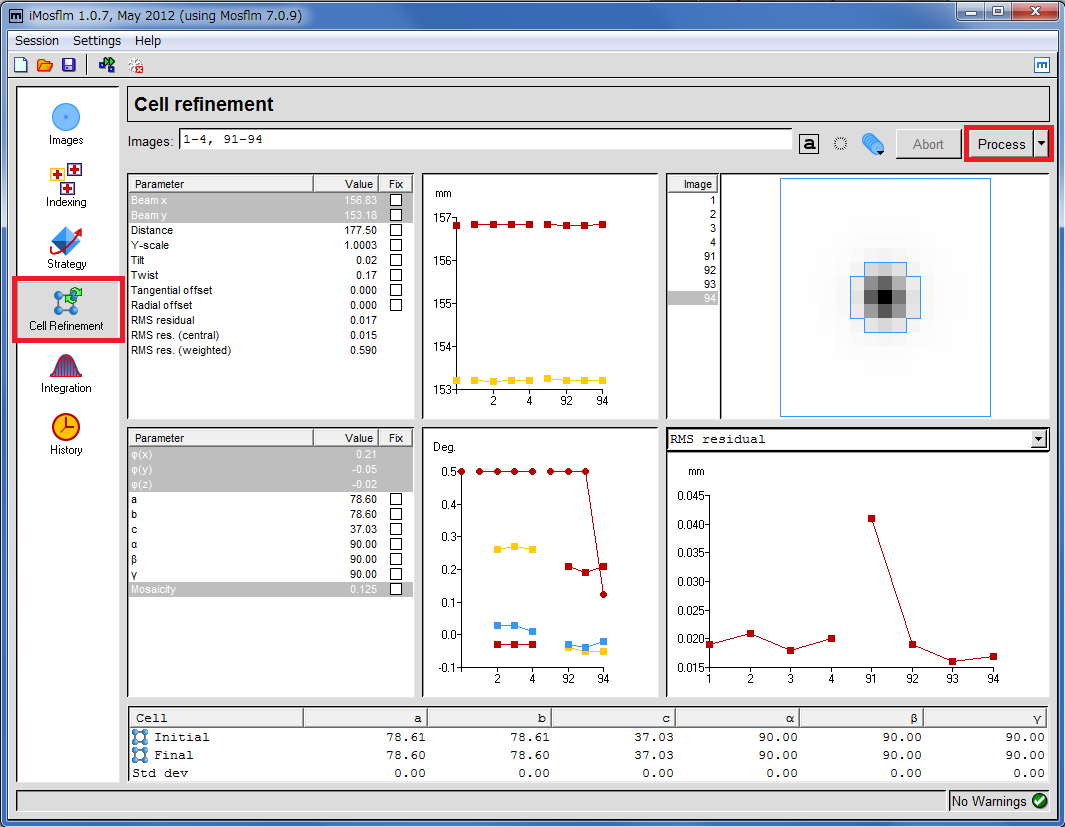 iMosflm 1.0.7, May 2012 (using Mosflm 7.0.9)
Session Settings Help
Cell refinement
Images: 1-4, 91-94
a
Abort
Process
Images
Indexing
Strategy
Cell Refinement
Integration
History
Parameter Value Fix
Beam x 156.83
Beam y 153.18
Distance 177.50
Y-scale 1.0003
Tilt 0.02
Twist 0.17
Tangential offset 0.000
Radial offset 0.000
RMS residual 0.017
RMS res. (central) 0.015
RMS res. (weighted) 0.590
mm
157
156
155
154
153
2 4 92 94
Image
1
2
3
4
91
92
93
94
Parameter Value Fix
φ(x) 0.21
φ(y) -0.05
φ(z) -0.02
a 78.60
b 78.60
c 37.03
α 90.00
β 90.00
γ 90.00
Mosaicity 0.125
Deg.
0.5
0.4
0.3
0.2
0.1
0.0
-0.1
2 4 92 94
RMS residual
mm
0.045
0.040
0.035
0.030
0.025
0.020
0.015
1 2 3 4 91 92 93 94
Cell a b c α β γ
Initial 78.61 78.61 37.03 90.00 90.00 90.00
Final 78.60 78.60 37.03 90.00 90.00 90.00
Std dev 0.00 0.00 0.00 0.00 0.00 0.00
No Warnings